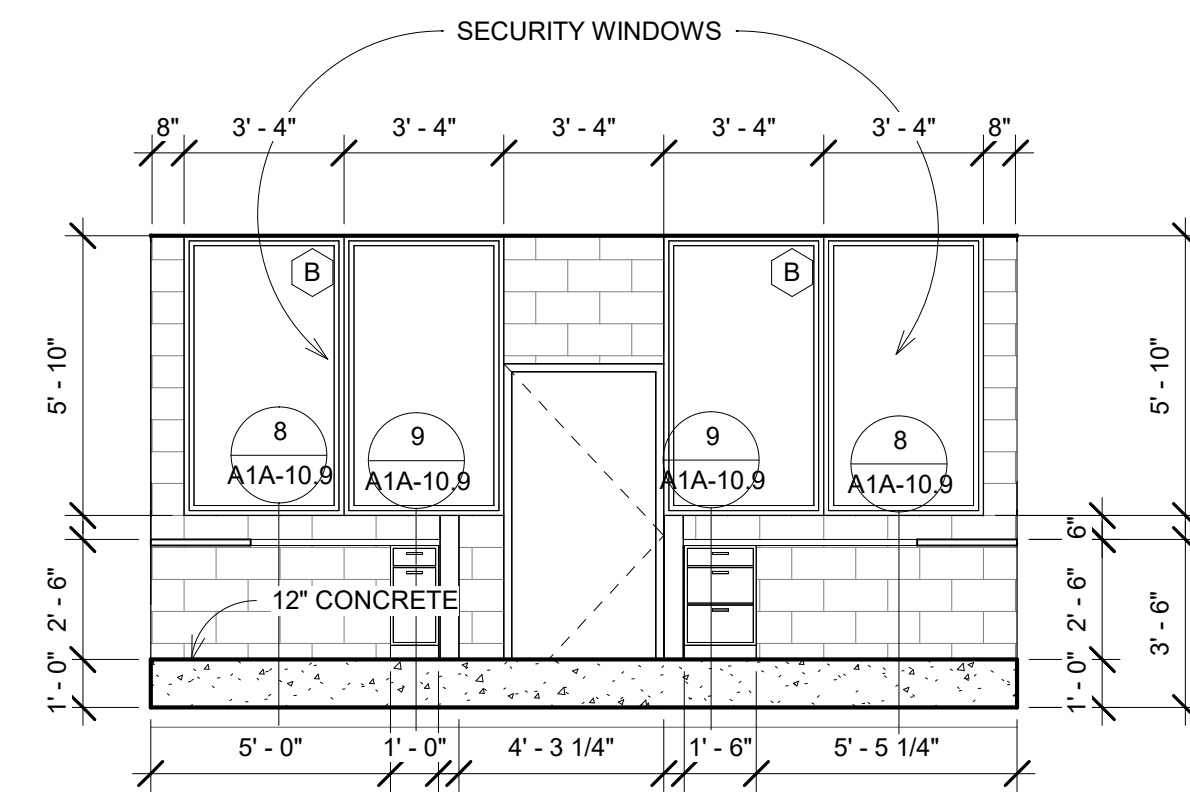 SECURITY WINDOWS
8" 3' - 4" 3' - 4" 3' - 4" 3' - 4" 3' - 4" 8"
B B
5' - 10" 5' - 10"
8 9 9 8
A1A-10.9 A1A-10.9 A1A-10.9 A1A-10.9
6"
2' - 6" 2' - 6" 3' - 6"
12" CONCRETE
1' - 0" 1' - 0"
5' - 0" 1' - 0" 4' - 3 1/4" 1' - 6" 5' - 5 1/4"